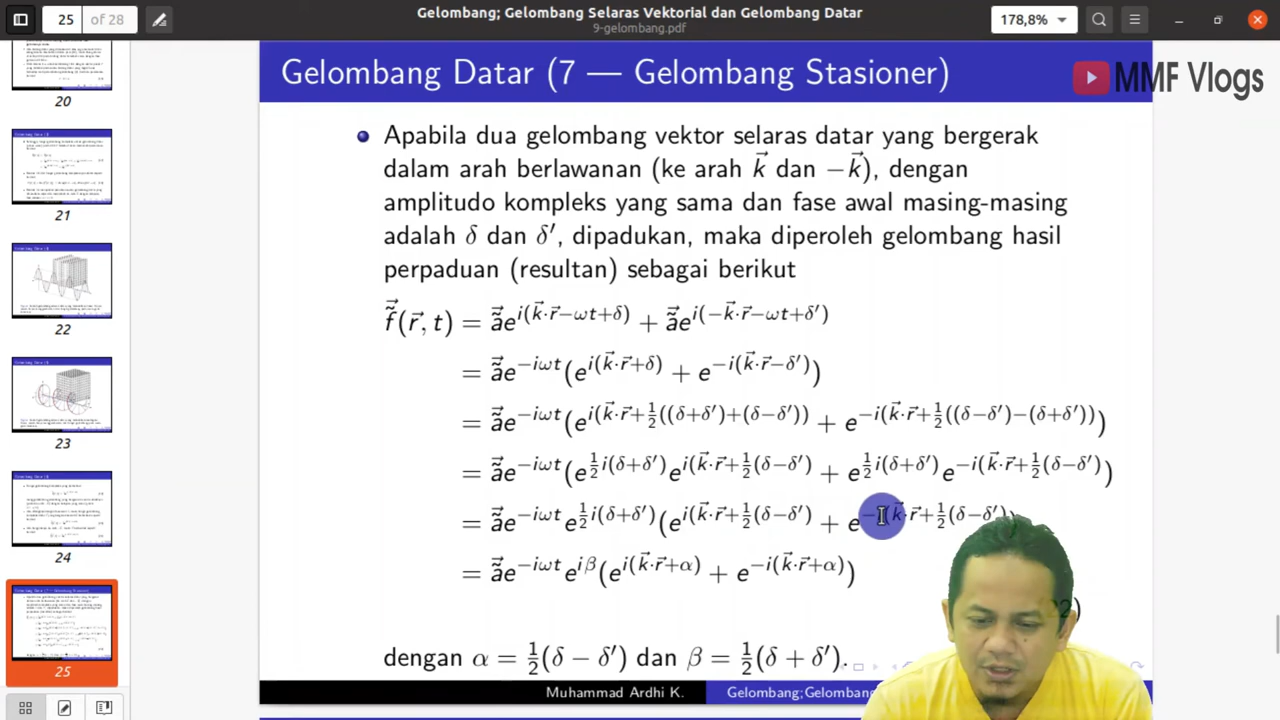 25 of 28
Gelombang; Gelombang Selaras Vektorial dan Gelombang Datar
9-gelombang.pdf
178,8%
MMF Vlogs
20
21
22
23
24
25
Gelombang Datar (7 — Gelombang Stasioner)
Apabila dua gelombang vektor selaras datar yang bergerak
dalam arah berlawanan (ke arah k⃗ dan −k⃗), dengan
amplitudo kompleks yang sama dan fase awal masing-masing
adalah δ dan δ′, dipadukan, maka diperoleh gelombang hasil
perpaduan (resultan) sebagai berikut
f̃⃗(r⃗, t) = ã⃗e^{i(k⃗·r⃗−ωt+δ)} + ã⃗e^{i(−k⃗·r⃗−ωt+δ′)}
= ã⃗e^{−iωt}(e^{i(k⃗·r⃗+δ)} + e^{−i(k⃗·r⃗−δ′)})
= ã⃗e^{−iωt}(e^{i(k⃗·r⃗+½((δ+δ′)+(δ−δ′))} + e^{−i(k⃗·r⃗+½((δ−δ′)−(δ+δ′))})
= ã⃗e^{−iωt}(e^{½i(δ+δ′)}e^{i(k⃗·r⃗+½(δ−δ′)} + e^{½i(δ+δ′)}e^{−i(k⃗·r⃗+½(δ−δ′)})
= ã⃗e^{−iωt}e^{½i(δ+δ′)}(e^{i(k⃗·r⃗+½(δ−δ′)} + e^{−i(k⃗·r⃗+½(δ−δ′)})
= ã⃗e^{−iωt}e^{iβ}(e^{i(k⃗·r⃗+α)} + e^{−i(k⃗·r⃗+α)})
dengan α = ½(δ − δ′) dan β = ½(δ + δ′).
Muhammad Ardhi K.
Gelombang;Gelombang